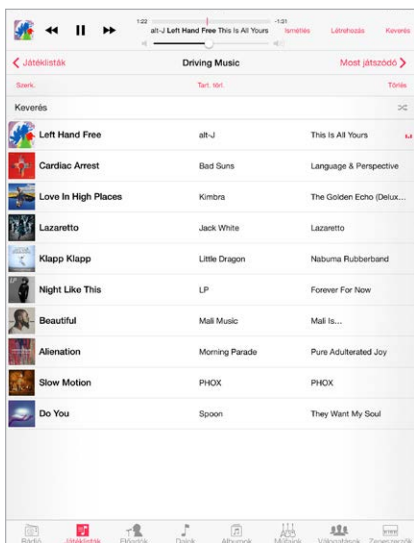 1:22 -1:31
alt-J Left Hand Free This Is All Yours
Ismétlés Létrehozás Keverés
Játéklisták Driving Music Most játszódó
Szerk. Tart. törl. Törlés
Keverés
Left Hand Free alt-J This Is All Yours
Cardiac Arrest Bad Suns Language & Perspective
Love In High Places Kimbra The Golden Echo (Delux...
Lazaretto Jack White Lazaretto
Klapp Klapp Little Dragon Nabuma Rubberband
Night Like This LP Forever For Now
Beautiful Mali Music Mali Is...
Alienation Morning Parade Pure Adulterated Joy
Slow Motion PHOX PHOX
Do You Spoon They Want My Soul
Rádió Játéklisták Előadók Dalok Albumok Műfajok Válogatások Zeneszerzők